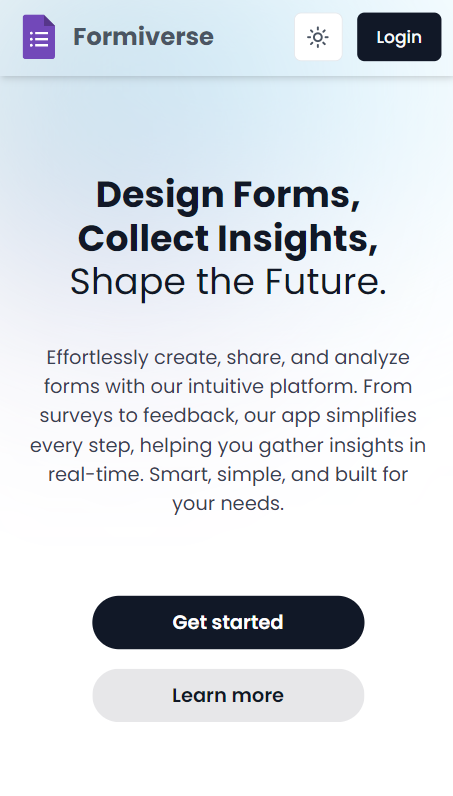 Formiverse
Login
Design Forms,
Collect Insights,
Shape the Future.
Effortlessly create, share, and analyze
forms with our intuitive platform. From
surveys to feedback, our app simplifies
every step, helping you gather insights in
real-time. Smart, simple, and built for
your needs.
Get started
Learn more